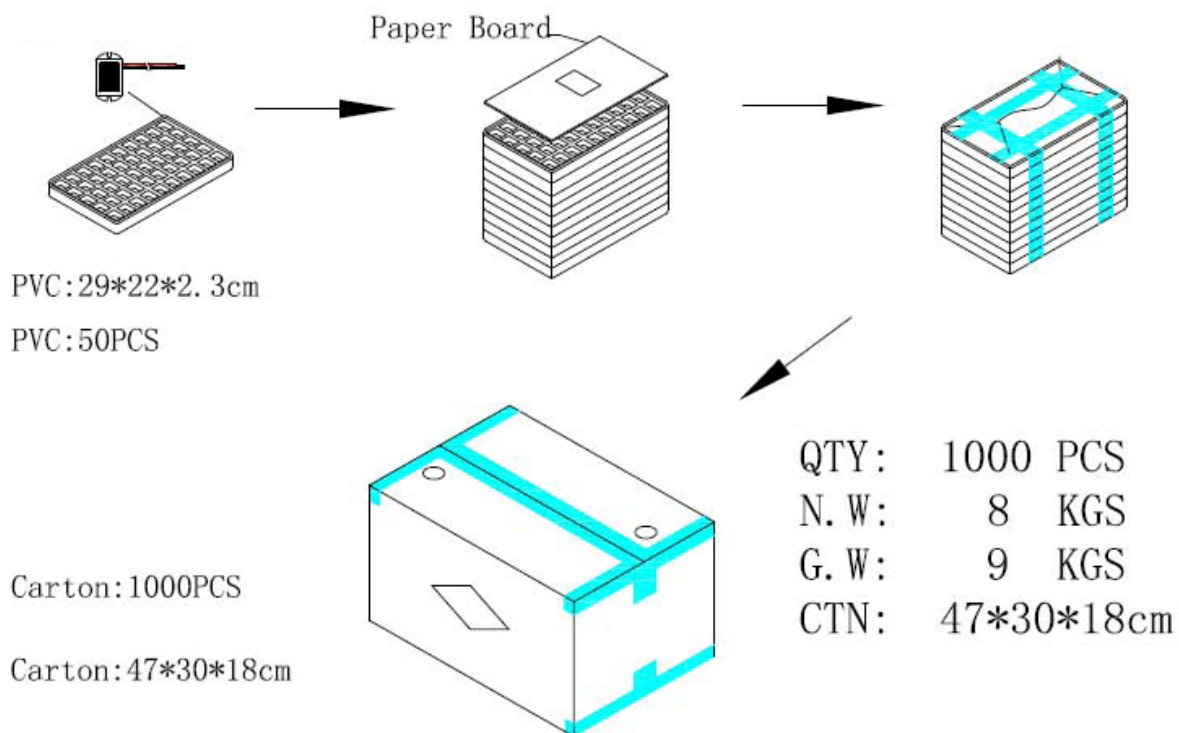 Paper Board
PVC:29*22*2.3cm
PVC:50PCS
QTY: 1000 PCS
N.W: 8 KGS
G.W: 9 KGS
CTN: 47*30*18cm
Carton:1000PCS
Carton:47*30*18cm